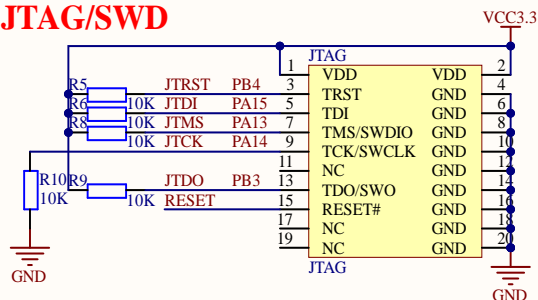 JTAG/SWD
VCC3.3
JTAG
1 VDD VDD 2
R5 10K JTRST PB4 3 TRST GND 4
R6 10K JTDI PA15 5 TDI GND 6
R8 10K JTMS PA13 7 TMS/SWDIO GND 8
JTCK PA14 9 TCK/SWCLK GND 10
11 NC GND 12
R10 10K R9 10K JTDO PB3 13 TDO/SWO GND 14
RESET 15 RESET# GND 16
17 NC GND 18
19 NC GND 20
JTAG
GND
GND